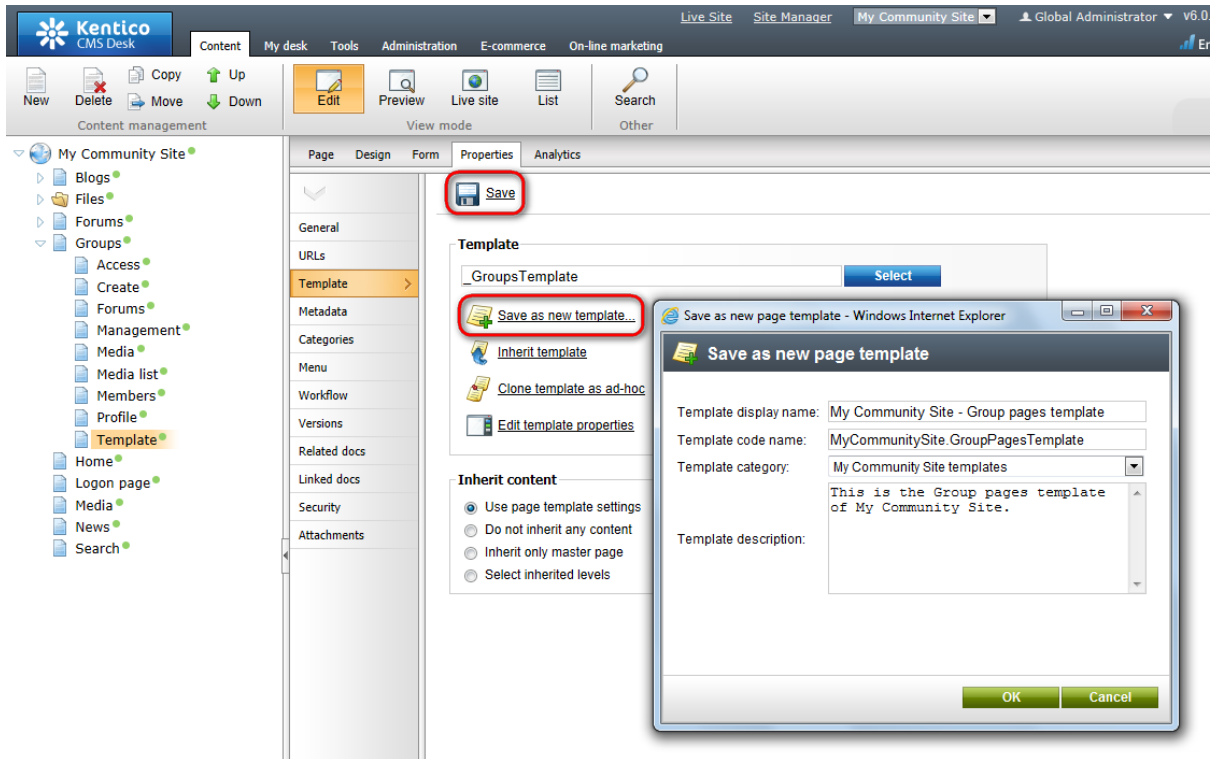 Live Site Site Manager My Community Site Global Administrator v6.0.
Kentico
CMS Desk
Content My desk Tools Administration E-commerce On-line marketing
New Delete Copy Move Up Down
Content management
Edit Preview Live site List
View mode
Search
Other
My Community Site
Blogs
Files
Forums
Groups
Access
Create
Forums
Management
Media
Media list
Members
Profile
Template
Home
Logon page
Media
News
Search
Page Design Form Properties Analytics
General
URLs
Template
Metadata
Categories
Menu
Workflow
Versions
Related docs
Linked docs
Security
Attachments
Save
Template
_GroupsTemplate Select
Save as new template...
Inherit template
Clone template as ad-hoc
Edit template properties
Inherit content
Use page template settings
Do not inherit any content
Inherit only master page
Select inherited levels
Save as new page template - Windows Internet Explorer
Save as new page template
Template display name: My Community Site - Group pages template
Template code name: MyCommunitySite.GroupPagesTemplate
Template category: My Community Site templates
Template description:
This is the Group pages template
of My Community Site.
OK Cancel